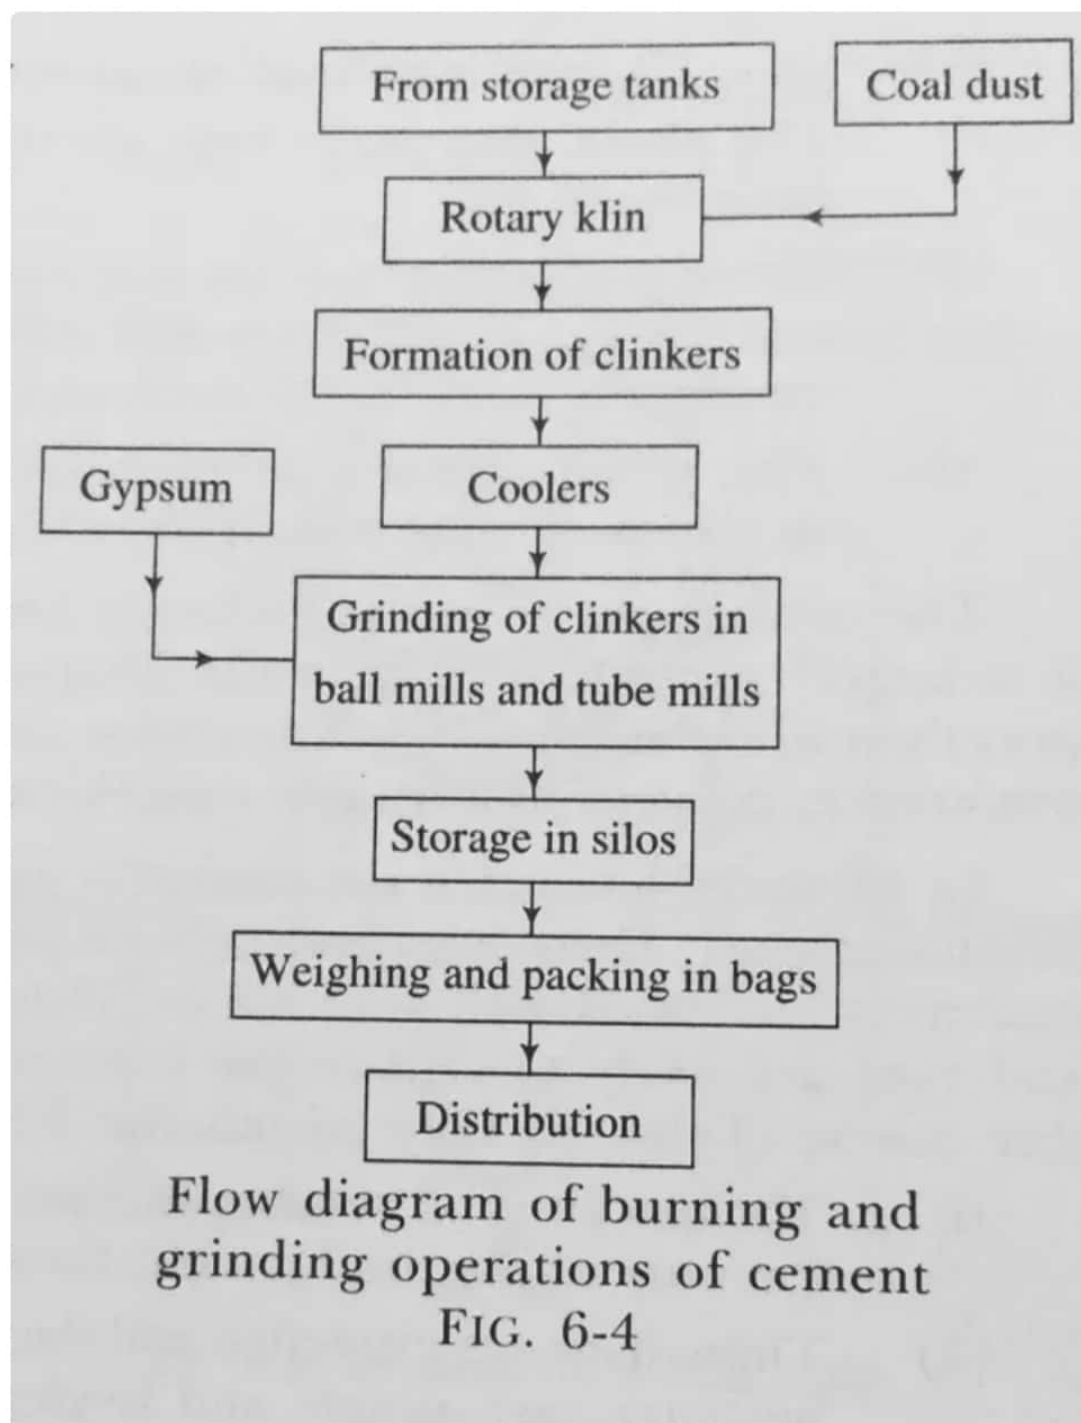 From storage tanks
Coal dust
Rotary klin
Formation of clinkers
Gypsum
Coolers
Grinding of clinkers in
ball mills and tube mills
Storage in silos
Weighing and packing in bags
Distribution
Flow diagram of burning and
grinding operations of cement
FIG. 6-4